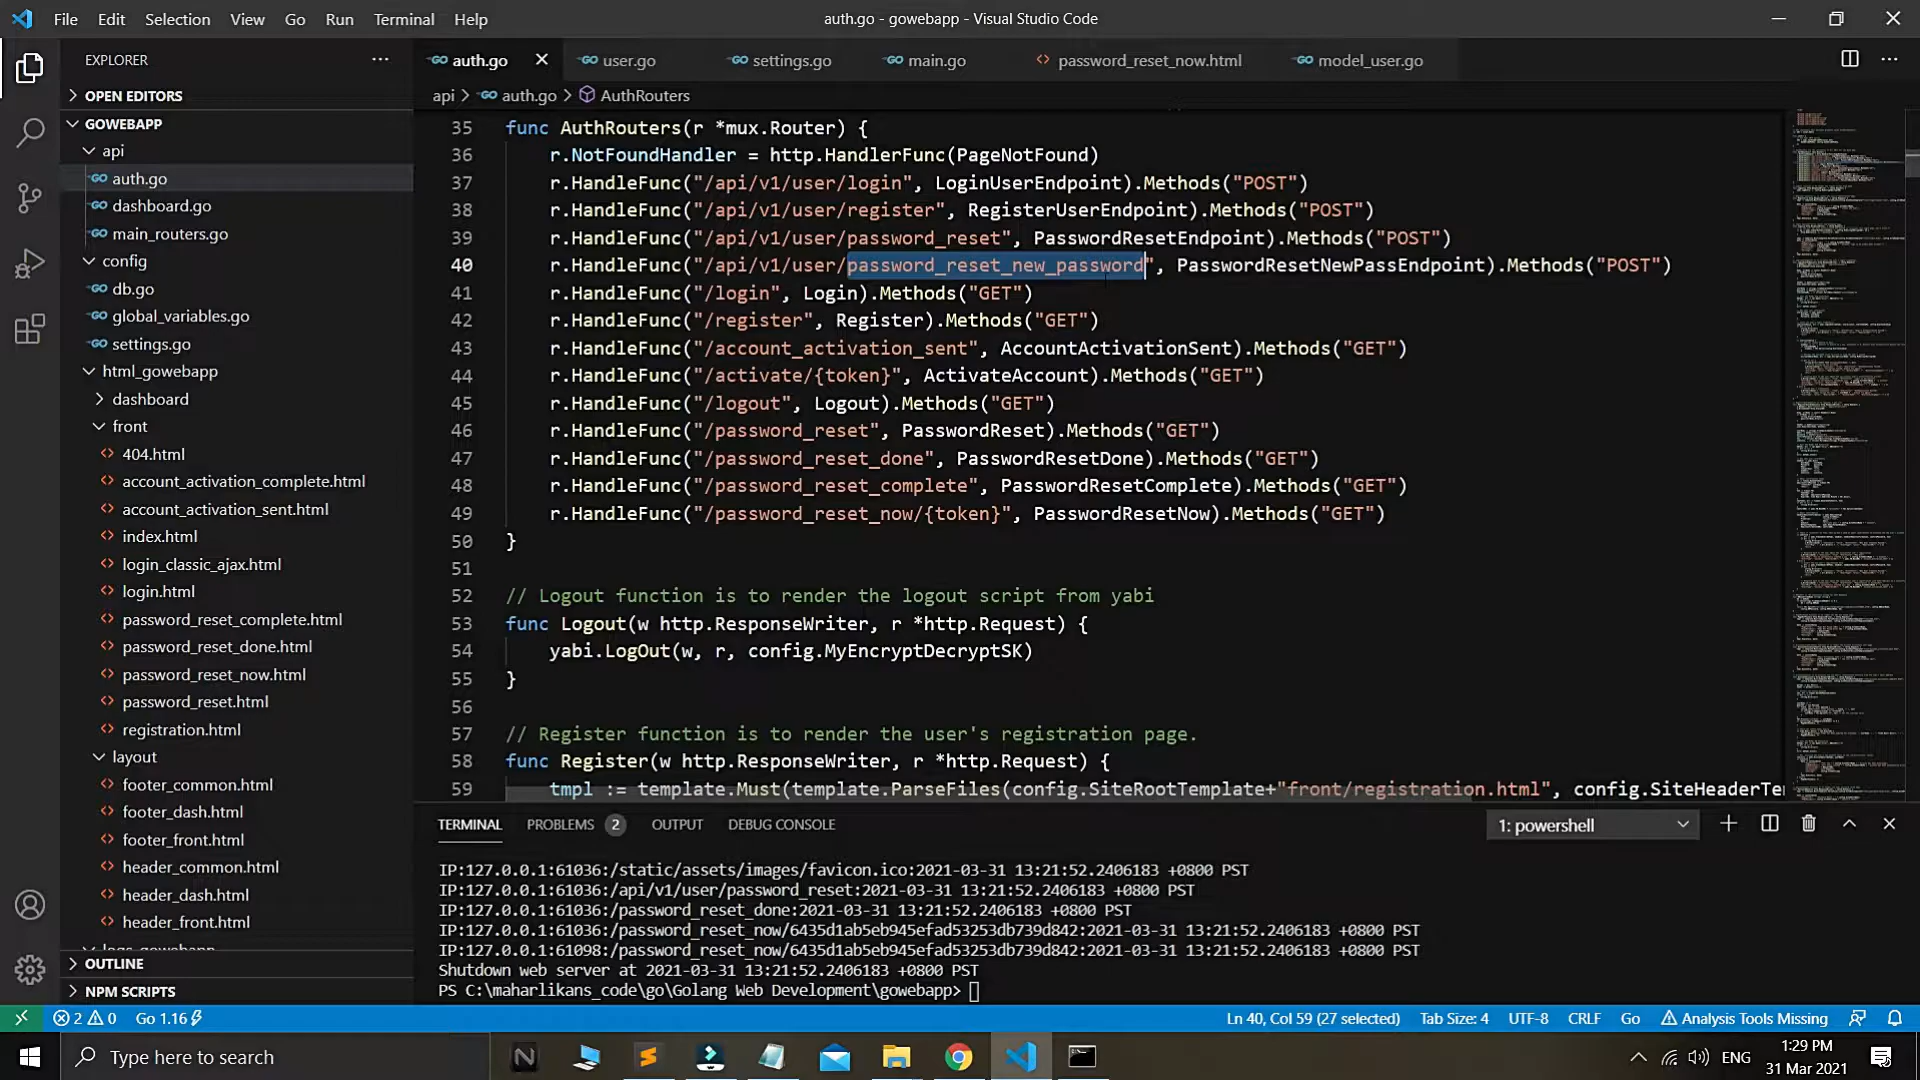 File Edit Selection View Go Run Terminal Help
auth.go - gowebapp - Visual Studio Code
EXPLORER
OPEN EDITORS
GOWEBAPP
api
auth.go
dashboard.go
main_routers.go
config
db.go
global_variables.go
settings.go
html_gowebapp
dashboard
front
404.html
account_activation_complete.html
account_activation_sent.html
index.html
login_classic_ajax.html
login.html
password_reset_complete.html
password_reset_done.html
password_reset_now.html
password_reset.html
registration.html
layout
footer_common.html
footer_dash.html
footer_front.html
header_common.html
header_dash.html
header_front.html
logs_gowebapp
OUTLINE
NPM SCRIPTS
auth.go user.go settings.go main.go password_reset_now.html model_user.go
api > auth.go > AuthRouters
35 func AuthRouters(r *mux.Router) {
36 r.NotFoundHandler = http.HandlerFunc(PageNotFound)
37 r.HandleFunc("/api/v1/user/login", LoginUserEndpoint).Methods("POST")
38 r.HandleFunc("/api/v1/user/register", RegisterUserEndpoint).Methods("POST")
39 r.HandleFunc("/api/v1/user/password_reset", PasswordResetEndpoint).Methods("POST")
40 r.HandleFunc("/api/v1/user/password_reset_new_password", PasswordResetNewPassEndpoint).Methods("POST")
41 r.HandleFunc("/login", Login).Methods("GET")
42 r.HandleFunc("/register", Register).Methods("GET")
43 r.HandleFunc("/account_activation_sent", AccountActivationSent).Methods("GET")
44 r.HandleFunc("/activate/{token}", ActivateAccount).Methods("GET")
45 r.HandleFunc("/logout", Logout).Methods("GET")
46 r.HandleFunc("/password_reset", PasswordReset).Methods("GET")
47 r.HandleFunc("/password_reset_done", PasswordResetDone).Methods("GET")
48 r.HandleFunc("/password_reset_complete", PasswordResetComplete).Methods("GET")
49 r.HandleFunc("/password_reset_now/{token}", PasswordResetNow).Methods("GET")
50 }
51
52 // Logout function is to render the logout script from yabi
53 func Logout(w http.ResponseWriter, r *http.Request) {
54 yabi.LogOut(w, r, config.MyEncryptDecryptSK)
55 }
56
57 // Register function is to render the user's registration page.
58 func Register(w http.ResponseWriter, r *http.Request) {
59 tmpl := template.Must(template.ParseFiles(config.SiteRootTemplate+"front/registration.html", config.SiteHeaderTem
TERMINAL PROBLEMS 2 OUTPUT DEBUG CONSOLE
1: powershell
IP:127.0.0.1:61036:/static/assets/images/favicon.ico:2021-03-31 13:21:52.2406183 +0800 PST
IP:127.0.0.1:61036:/api/v1/user/password_reset:2021-03-31 13:21:52.2406183 +0800 PST
IP:127.0.0.1:61036:/password_reset_done:2021-03-31 13:21:52.2406183 +0800 PST
IP:127.0.0.1:61036:/password_reset_now/6435d1ab5eb945efad53253db739d842:2021-03-31 13:21:52.2406183 +0800 PST
IP:127.0.0.1:61098:/password_reset_now/6435d1ab5eb945efad53253db739d842:2021-03-31 13:21:52.2406183 +0800 PST
Shutdown web server at 2021-03-31 13:21:52.2406183 +0800 PST
PS C:\maharlikans_code\go\Golang Web Development\gowebapp>
2 0 Go 1.16
Ln 40, Col 59 (27 selected) Tab Size: 4 UTF-8 CRLF Go Analysis Tools Missing
Type here to search
ENG
1:29 PM
31 Mar 2021